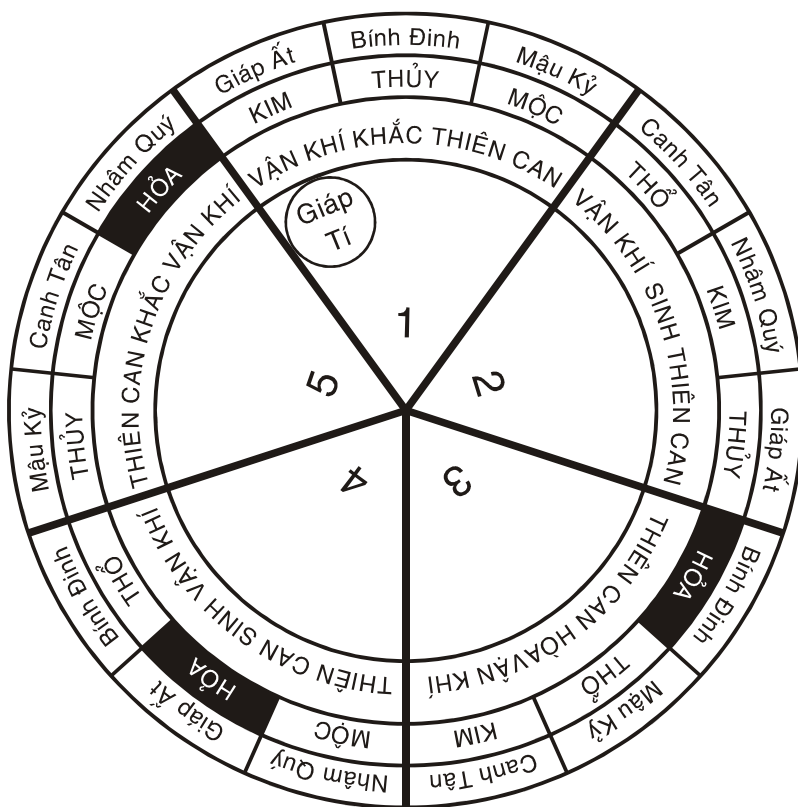 Giáp Ất
Bính Đinh
Mậu Kỷ
KIM
THỦY
MỘC
VẬN KHÍ KHẮC THIÊN CAN
Giáp
Tí
1
Canh Tân
Nhâm Quý
Giáp Ất
THỔ
KIM
THỦY
VẬN KHÍ SINH THIÊN CAN
2
Bính Đinh
Mậu Kỷ
Canh Tân
HỎA
THỔ
KIM
THIÊN CAN HÒAVẬN KHÍ
3
Nhâm Quý
Giáp Ất
Bính Đinh
MỘC
HỎA
THỔ
THIÊN CAN SINH VẬN KHÍ
4
Mậu Kỷ
Canh Tân
Nhâm Quý
THỦY
MỘC
HỎA
THIÊN CAN KHẮC VẬN KHÍ
5